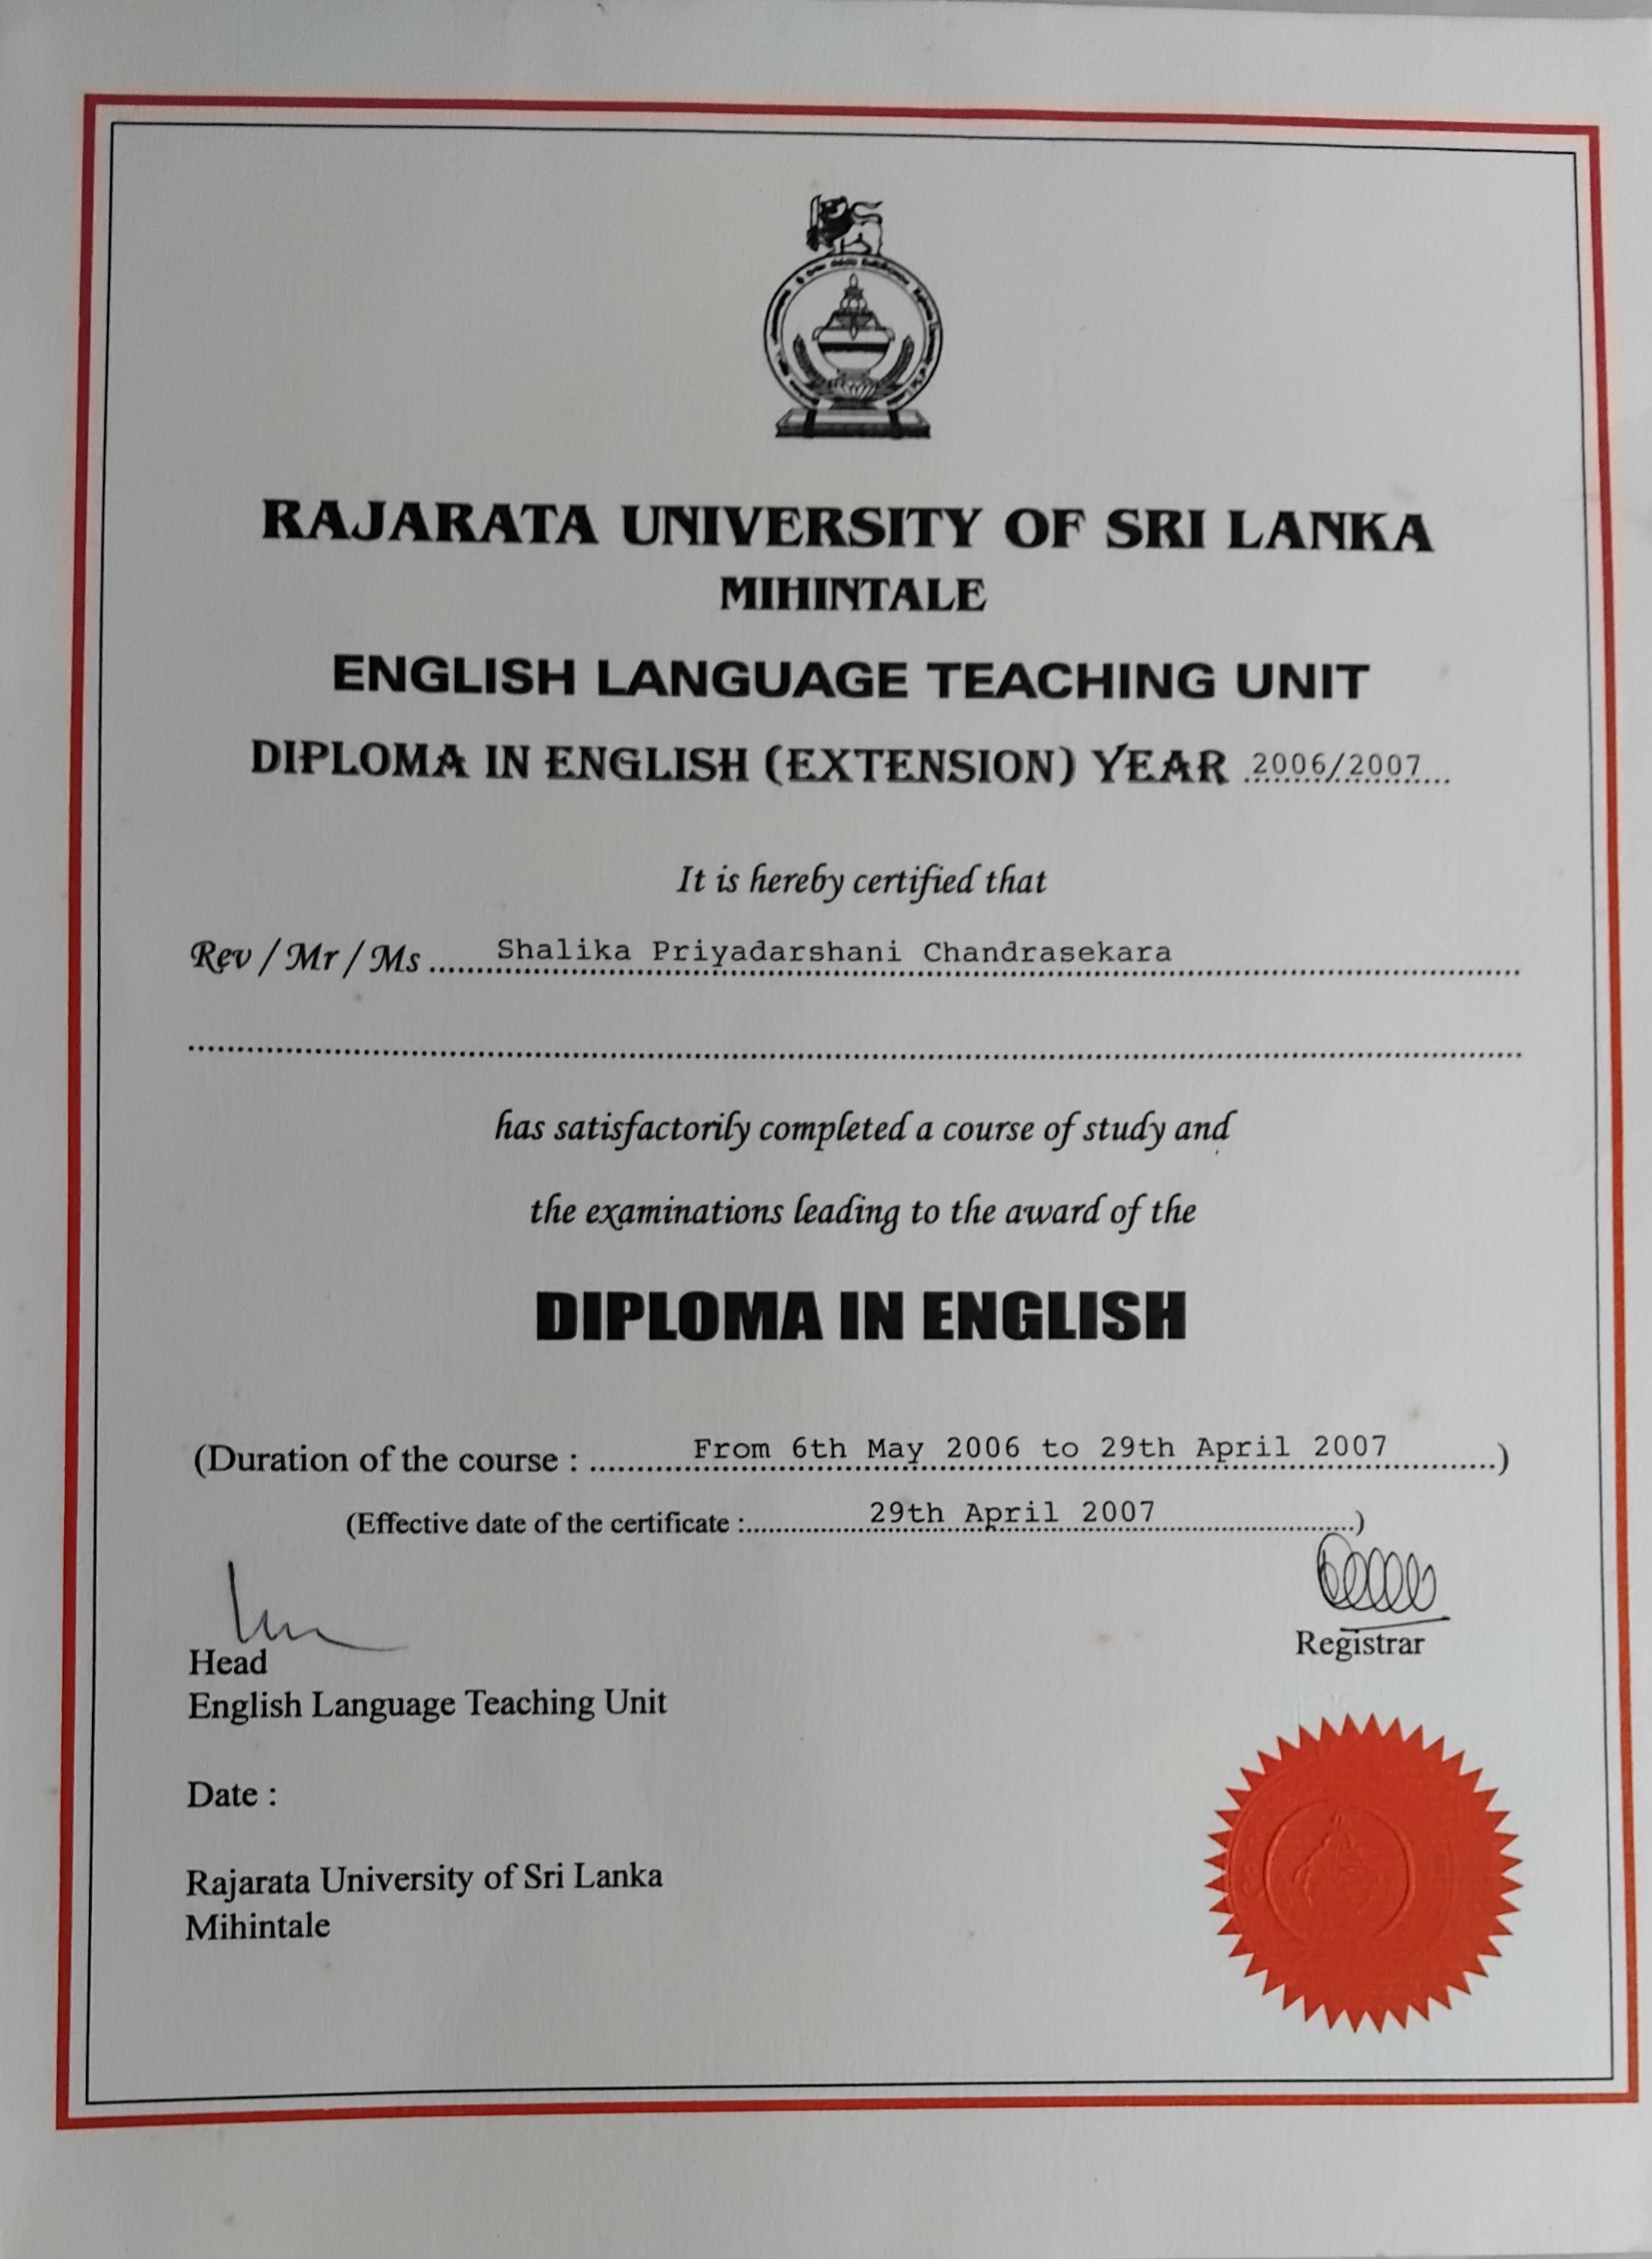 RAJARATA UNIVERSITY OF SRI LANKA
MIHINTALE
ENGLISH LANGUAGE TEACHING UNIT
DIPLOMA IN ENGLISH (EXTENSION) YEAR 2006/2007
It is hereby certified that
Rev / Mr / Ms Shalika Priyadarshani Chandrasekara
has satisfactorily completed a course of study and
the examinations leading to the award of the
DIPLOMA IN ENGLISH
(Duration of the course : From 6th May 2006 to 29th April 2007)
(Effective date of the certificate : 29th April 2007)
Registrar
Head
English Language Teaching Unit
Date :
Rajarata University of Sri Lanka
Mihintale